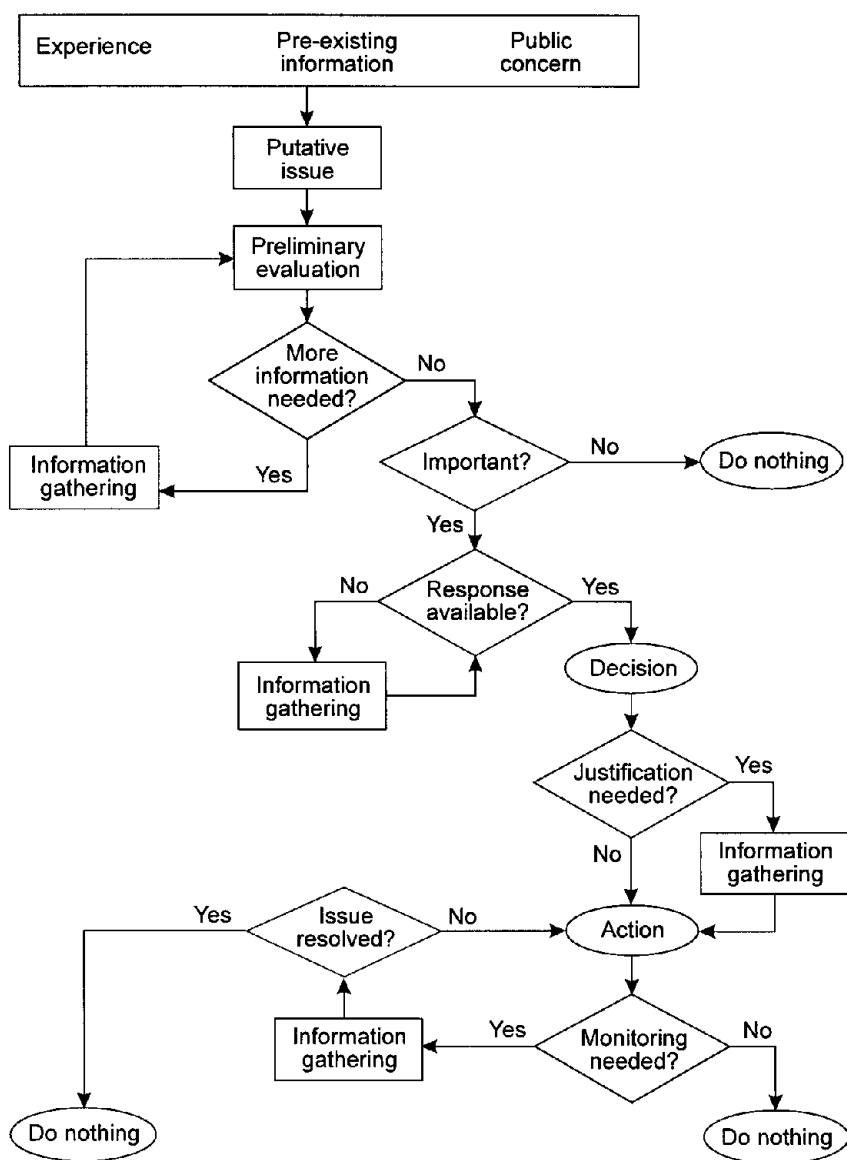 Experience
Pre-existing
information
Public
concern
Putative
issue
Preliminary
evaluation
More
information
needed?
No
Yes
Information
gathering
Important?
No
Do nothing
Yes
Response
available?
No
Yes
Information
gathering
Decision
Justification
needed?
Yes
No
Information
gathering
Action
Issue
resolved?
Yes
No
Information
gathering
Yes
Monitoring
needed?
No
Do nothing
Do nothing